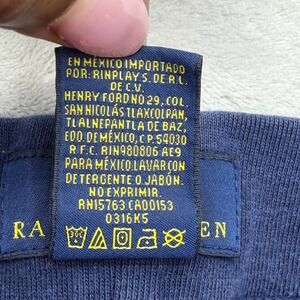 EN MEXICO IMPORTADO
POR: RINPLAY S. DE R.L.
DE C.V.
HENRY FORD NO 29, COL.
SAN NICOLÁS TLAXCOLPAN,
TLALNEPANTLA DE BAZ,
EDO. DE MÉXICO, C.P. 54030
R.F.C. RIN980806 AE9
PARA MÉXICO: LAVAR CON
DETERGENTE O JABÓN.
NO EXPRIMIR.
RN15763 CA00153
0316K5
RA EN